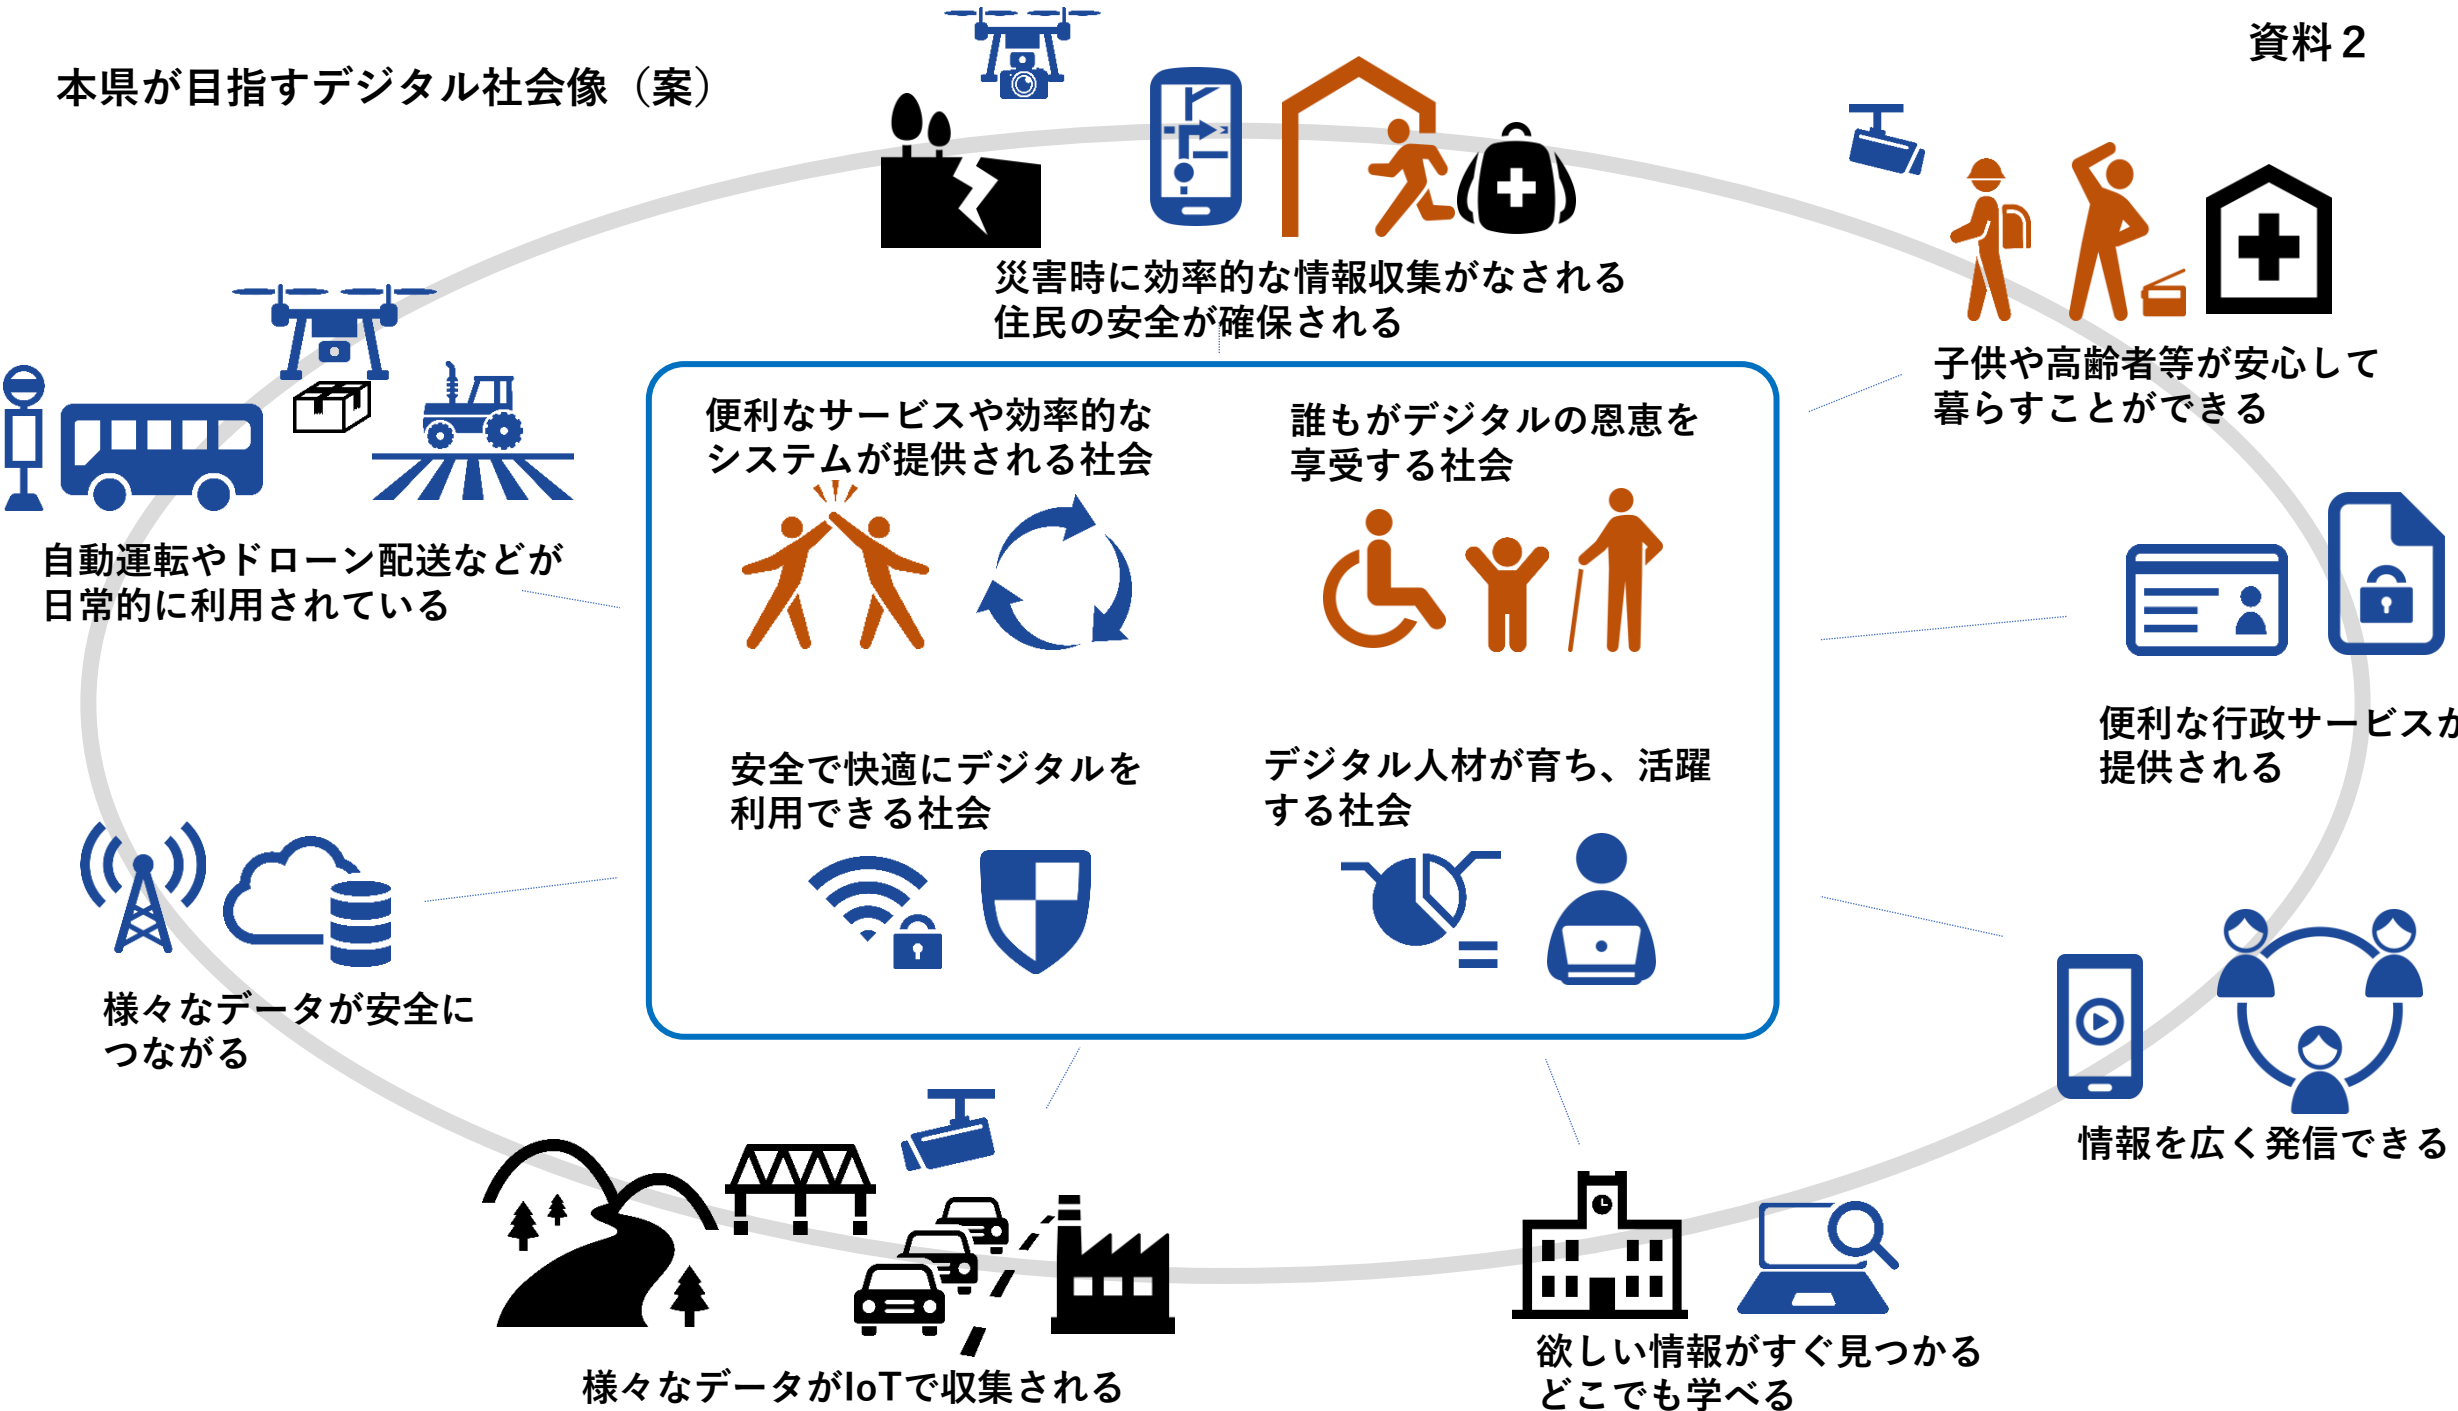 資料２
本県が目指すデジタル社会像（案）
災害時に効率的な情報収集がなされる
住民の安全が確保される
子供や高齢者等が安心して
暮らすことができる
自動運転やドローン配送などが
日常的に利用されている
便利なサービスや効率的な
システムが提供される社会
誰もがデジタルの恩恵を
享受する社会
便利な行政サービスが
提供される
安全で快適にデジタルを
利用できる社会
デジタル人材が育ち、活躍
する社会
様々なデータが安全に
つながる
情報を広く発信できる
様々なデータがIoTで収集される
欲しい情報がすぐ見つかる
どこでも学べる